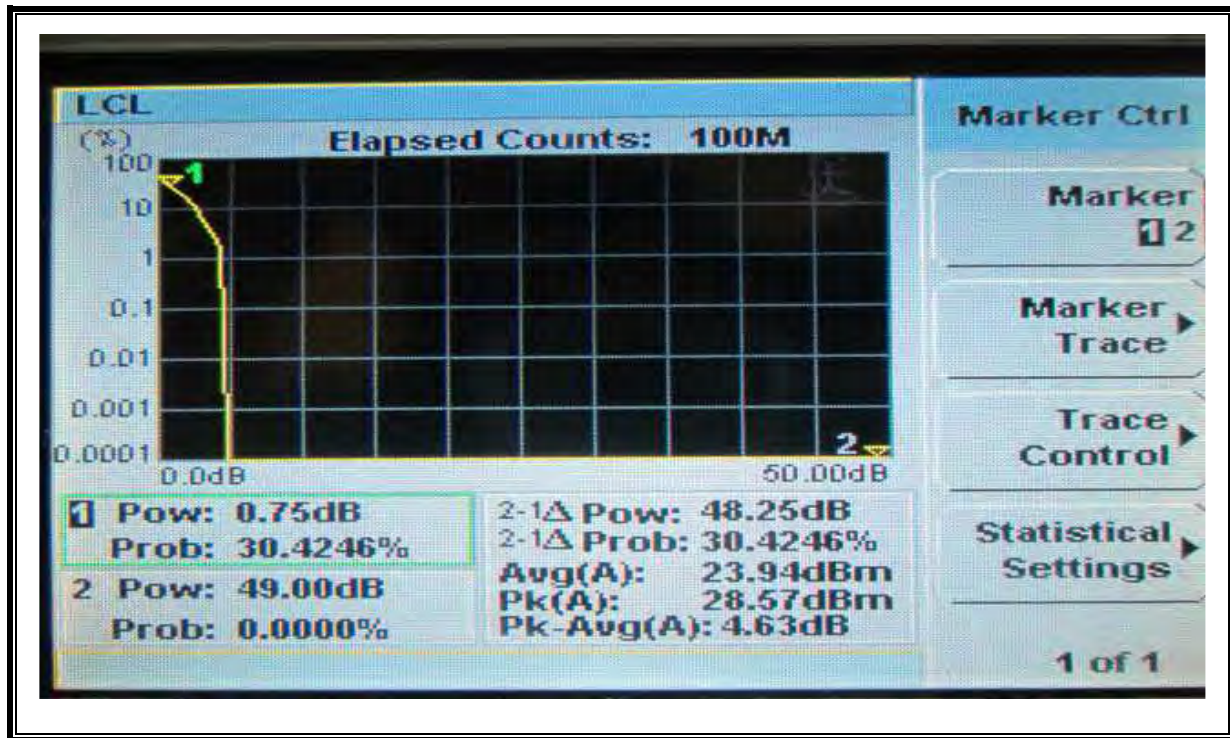 LCL
(%)
Elapsed Counts: 100M
100
10
1
0.1
0.01
0.001
0.0001
1
2
0.0dB
50.00dB
1 Pow: 0.75dB
Prob: 30.4246%
2 Pow: 49.00dB
Prob: 0.0000%
2-1Δ Pow: 48.25dB
2-1Δ Prob: 30.4246%
Avg(A): 23.94dBm
Pk(A): 28.57dBm
Pk-Avg(A): 4.63dB
Marker Ctrl
Marker
1 2
Marker
Trace
Trace
Control
Statistical
Settings
1 of 1